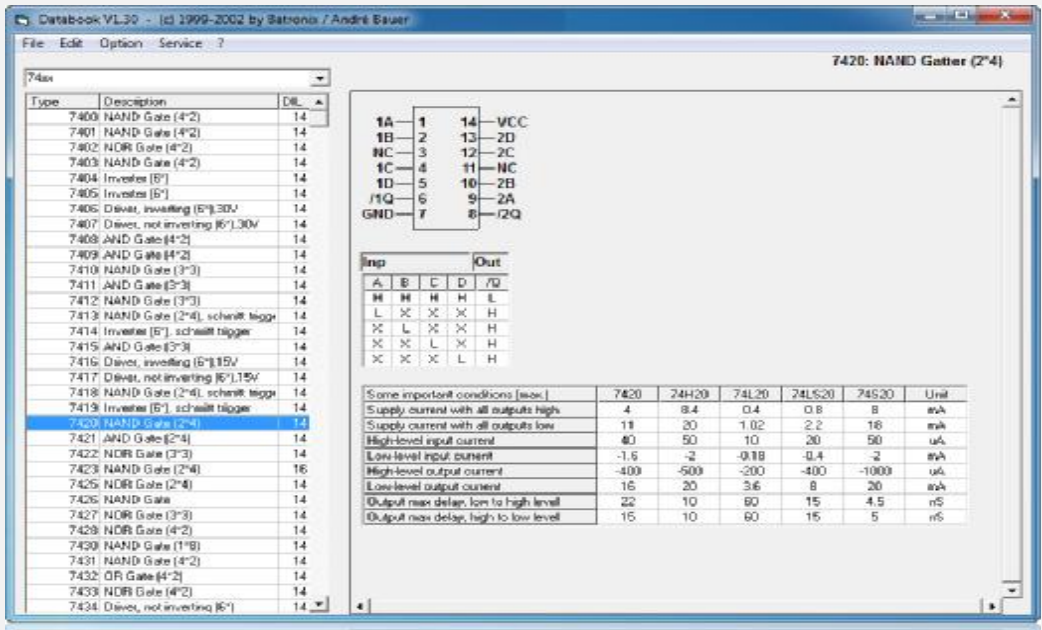 Databook V1.30 - (c) 1999-2002 by Batronix / André Bauer
File Edit Option Service ?
7420: NAND Gatter (2*4)
74xx
Type Description DIL
7400 NAND Gate (4*2) 14
7401 NAND Gate (4*2) 14
7402 NOR Gate (4*2) 14
7403 NAND Gate (4*2) 14
7404 Inverter (6*) 14
7405 Inverter (6*) 14
7406 Driver, inverting (6*),30V 14
7407 Driver, not inverting (6*),30V 14
7408 AND Gate (4*2) 14
7409 AND Gate (4*2) 14
7410 NAND Gate (3*3) 14
7411 AND Gate (3*3) 14
7412 NAND Gate (3*3) 14
7413 NAND Gate (2*4), schmitt trigge 14
7414 Inverter (6*), schmitt trigger 14
7415 AND Gate (3*3) 14
7416 Driver, inverting (6*),15V 14
7417 Driver, not inverting (6*),15V 14
7418 NAND Gate (2*4), schmitt trigge 14
7419 Inverter (6*), schmitt trigger 14
7420 NAND Gate (2*4) 14
7421 AND Gate (2*4) 14
7422 NOR Gate (3*3) 14
7423 NAND Gate (2*4) 16
7425 NOR Gate (2*4) 14
7426 NAND Gate 14
7427 NOR Gate (3*3) 14
7428 NOR Gate (4*2) 14
7430 NAND Gate (1*8) 14
7431 NAND Gate (4*2) 14
7432 OR Gate (4*2) 14
7433 NOR Gate (4*2) 14
7434 Driver, not inverting (6*) 14
1A 1 14 VCC
1B 2 13 2D
NC 3 12 2C
1C 4 11 NC
1D 5 10 2B
/1Q 6 9 2A
GND 7 8 /2Q
Inp Out
A B C D /Q
H H H H L
L X X X H
X L X X H
X X L X H
X X X L H
Some important conditions (max.) 7420 74H20 74L20 74LS20 74S20 Unit
Supply current with all outputs high 4 8.4 0.4 0.8 8 mA
Supply current with all outputs low 11 20 1.02 2.2 18 mA
High-level input current 40 50 10 20 50 uA
Low-level input current -1.6 -2 -0.18 -0.4 -2 mA
High-level output current -400 -500 -200 -400 -1000 uA
Low-level output current 16 20 3.6 8 20 mA
Output max delay, low to high level 22 10 60 15 4.5 nS
Output max delay, high to low level 15 10 60 15 5 nS